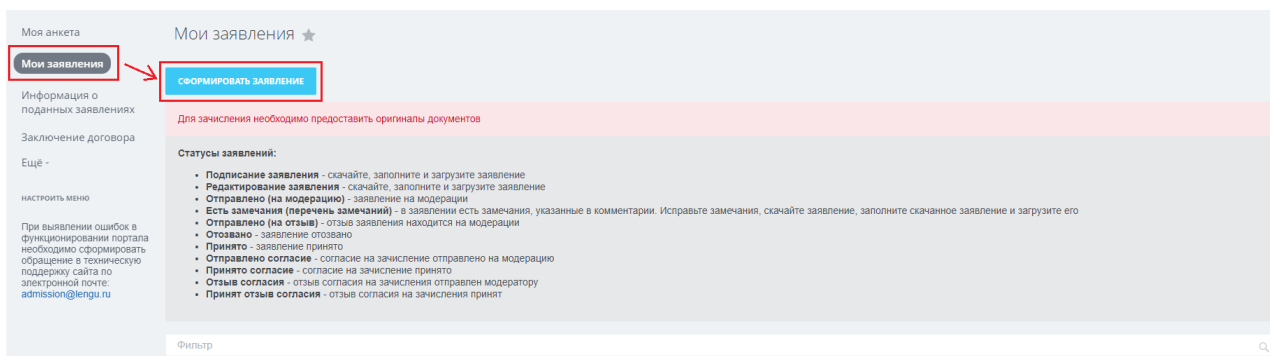 Моя анкета
Мои заявления
Информация о
поданных заявлениях
Заключение договора
Ещё -
НАСТРОИТЬ МЕНЮ
При выявлении ошибок в
функционировании портала
необходимо сформировать
обращение в техническую
поддержку сайта по
электронной почте:
admission@lengu.ru
Мои заявления
СФОРМИРОВАТЬ ЗАЯВЛЕНИЕ
Для зачисления необходимо предоставить оригиналы документов
Статусы заявлений:
• Подписание заявления - скачайте, заполните и загрузите заявление
• Редактирование заявления - скачайте, заполните и загрузите заявление
• Отправлено (на модерацию) - заявление на модерации
• Есть замечания (перечень замечаний) - в заявлении есть замечания, указанные в комментарии. Исправьте замечания, скачайте заявление, заполните скачанное заявление и загрузите его
• Отправлено (на отзыв) - отзыв заявления находится на модерации
• Отозвано - заявление отозвано
• Принято - заявление принято
• Отправлено согласие - согласие на зачисление отправлено на модерацию
• Принято согласие - согласие на зачисление принято
• Отзыв согласия - отзыв согласия на зачисления отправлен модератору
• Принят отзыв согласия - отзыв согласия на зачисления принят
Фильтр